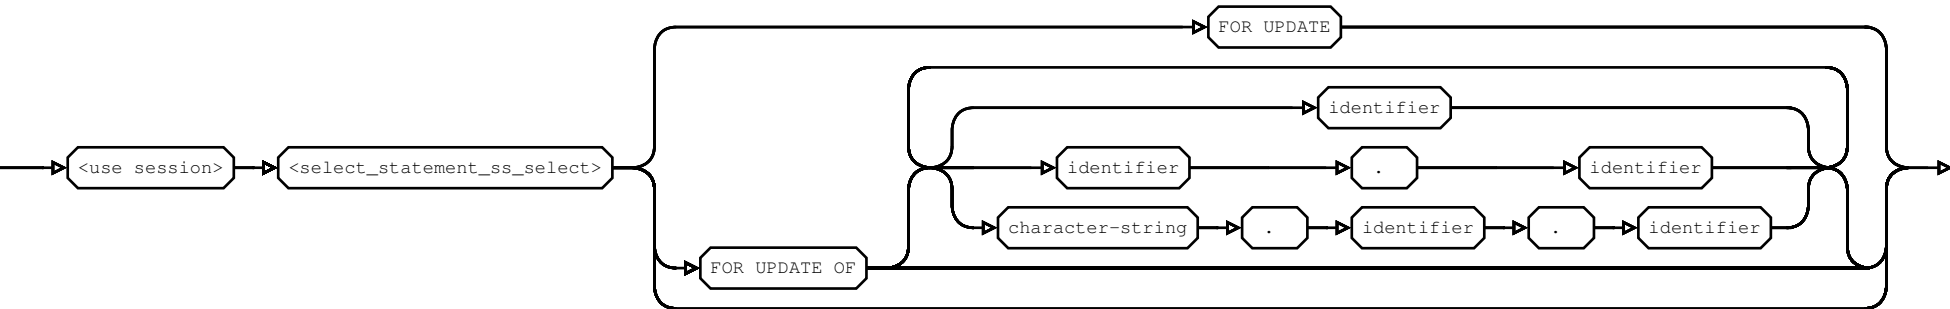 FOR UPDATE
identifier
<use session> <select_statement_ss_select> identifier . identifier
character-string . identifier . identifier
FOR UPDATE OF